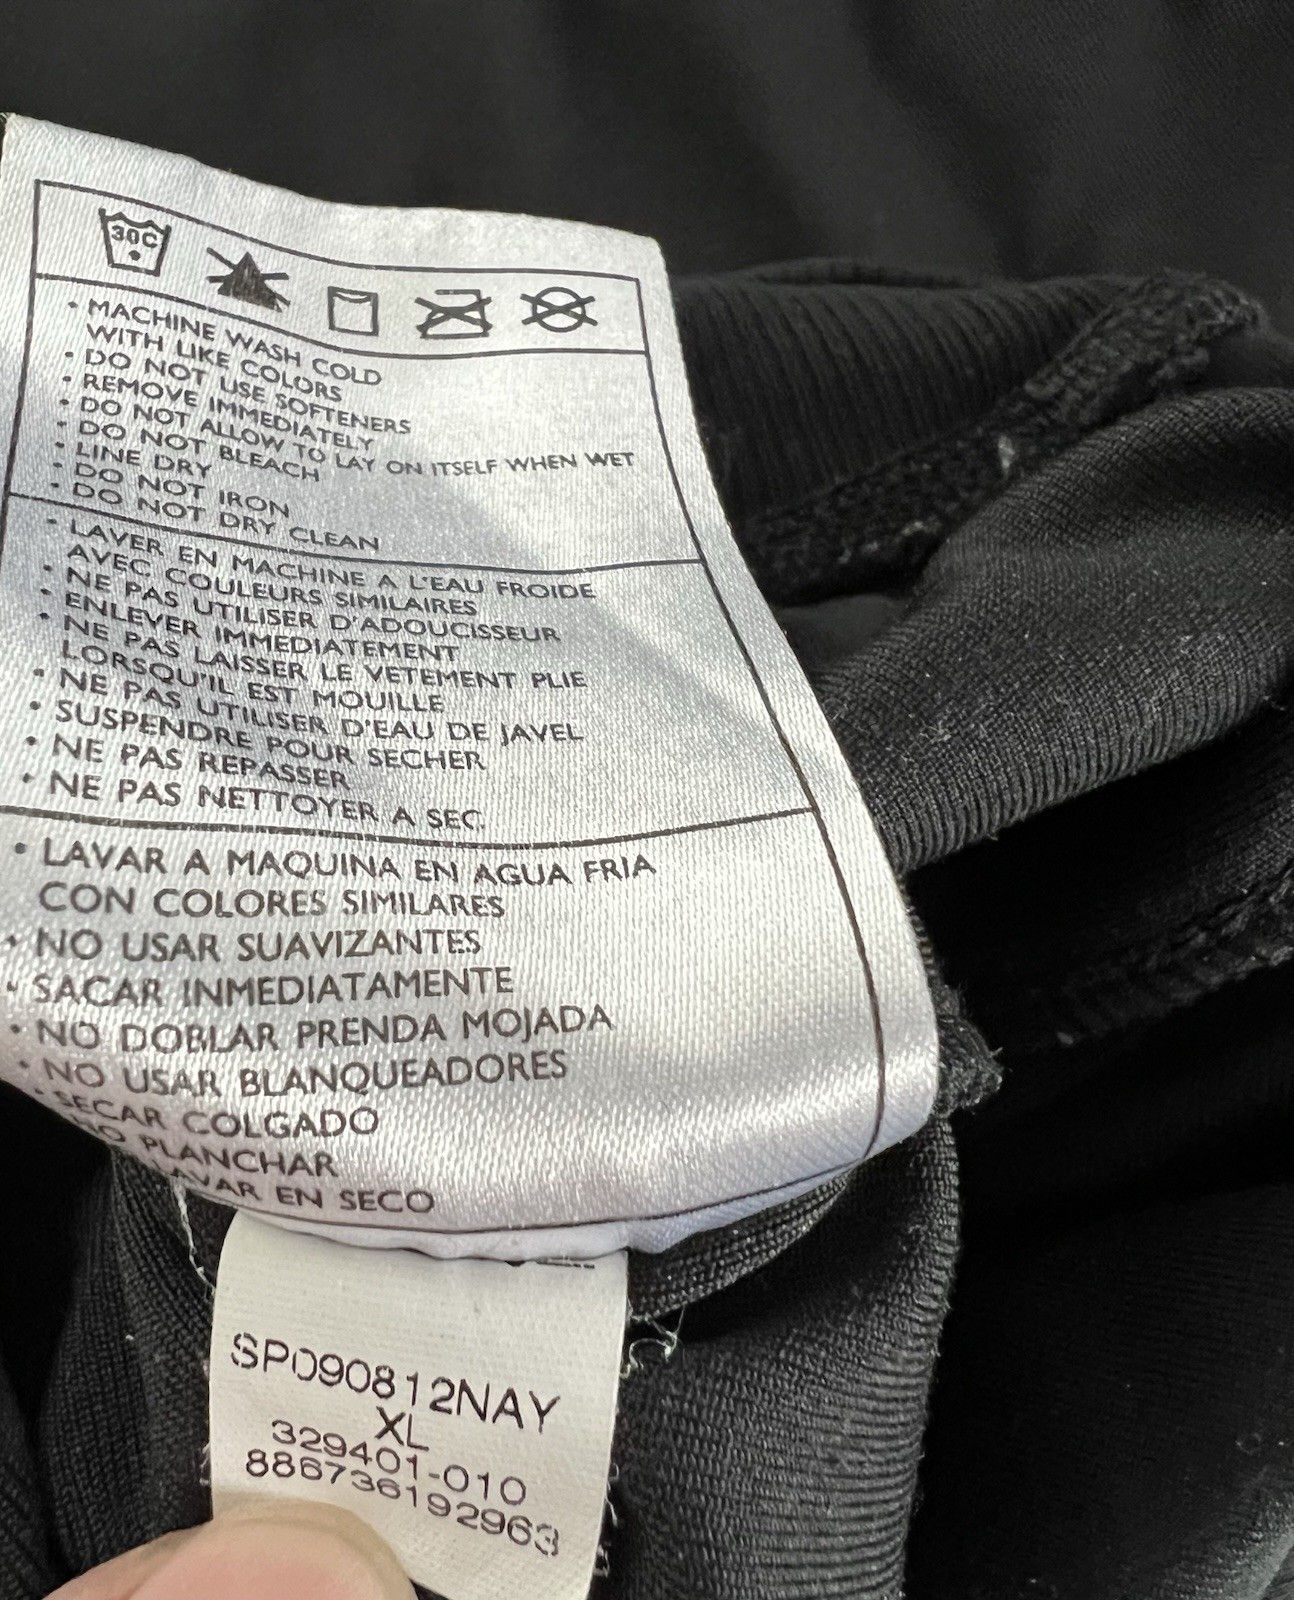 30C
• MACHINE WASH COLD
WITH LIKE COLORS
• DO NOT USE SOFTENERS
• REMOVE IMMEDIATELY
• DO NOT ALLOW TO LAY ON ITSELF WHEN WET
• DO NOT BLEACH
• LINE DRY
• DO NOT IRON
• DO NOT DRY CLEAN
• LAVER EN MACHINE A L'EAU FROIDE
AVEC COULEURS SIMILAIRES
• NE PAS UTILISER D'ADOUCISSEUR
• ENLEVER IMMEDIATEMENT
• NE PAS LAISSER LE VETEMENT PLIE
LORSQU'IL EST MOUILLE
• NE PAS UTILISER D'EAU DE JAVEL
• SUSPENDRE POUR SECHER
• NE PAS REPASSER
• NE PAS NETTOYER A SEC.
• LAVAR A MAQUINA EN AGUA FRIA
CON COLORES SIMILARES
• NO USAR SUAVIZANTES
• SACAR INMEDIATAMENTE
• NO DOBLAR PRENDA MOJADA
• NO USAR BLANQUEADORES
• SECAR COLGADO
NO PLANCHAR
LAVAR EN SECO
SP090812NAY
XL
329401-010
886736192963